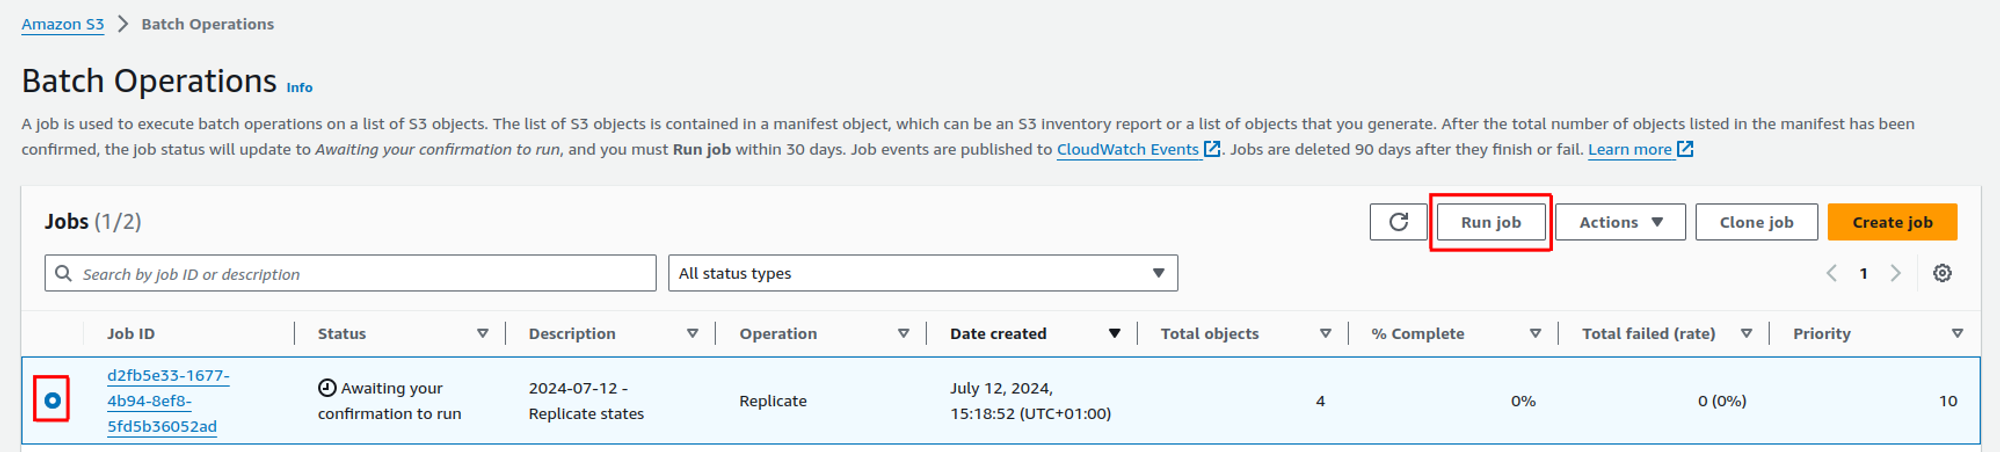 Amazon S3 > Batch Operations
Batch Operations Info
A job is used to execute batch operations on a list of S3 objects. The list of S3 objects is contained in a manifest object, which can be an S3 inventory report or a list of objects that you generate. After the total number of objects listed in the manifest has been
confirmed, the job status will update to Awaiting your confirmation to run, and you must Run job within 30 days. Job events are published to CloudWatch Events. Jobs are deleted 90 days after they finish or fail. Learn more
Jobs (1/2)
Run job
Actions
Clone job
Create job
Search by job ID or description
All status types
1
Job ID
Status
Description
Operation
Date created
Total objects
% Complete
Total failed (rate)
Priority
d2fb5e33-1677-
4b94-8ef8-
5fd5b36052ad
Awaiting your
confirmation to run
2024-07-12 -
Replicate states
Replicate
July 12, 2024,
15:18:52 (UTC+01:00)
4
0%
0 (0%)
10